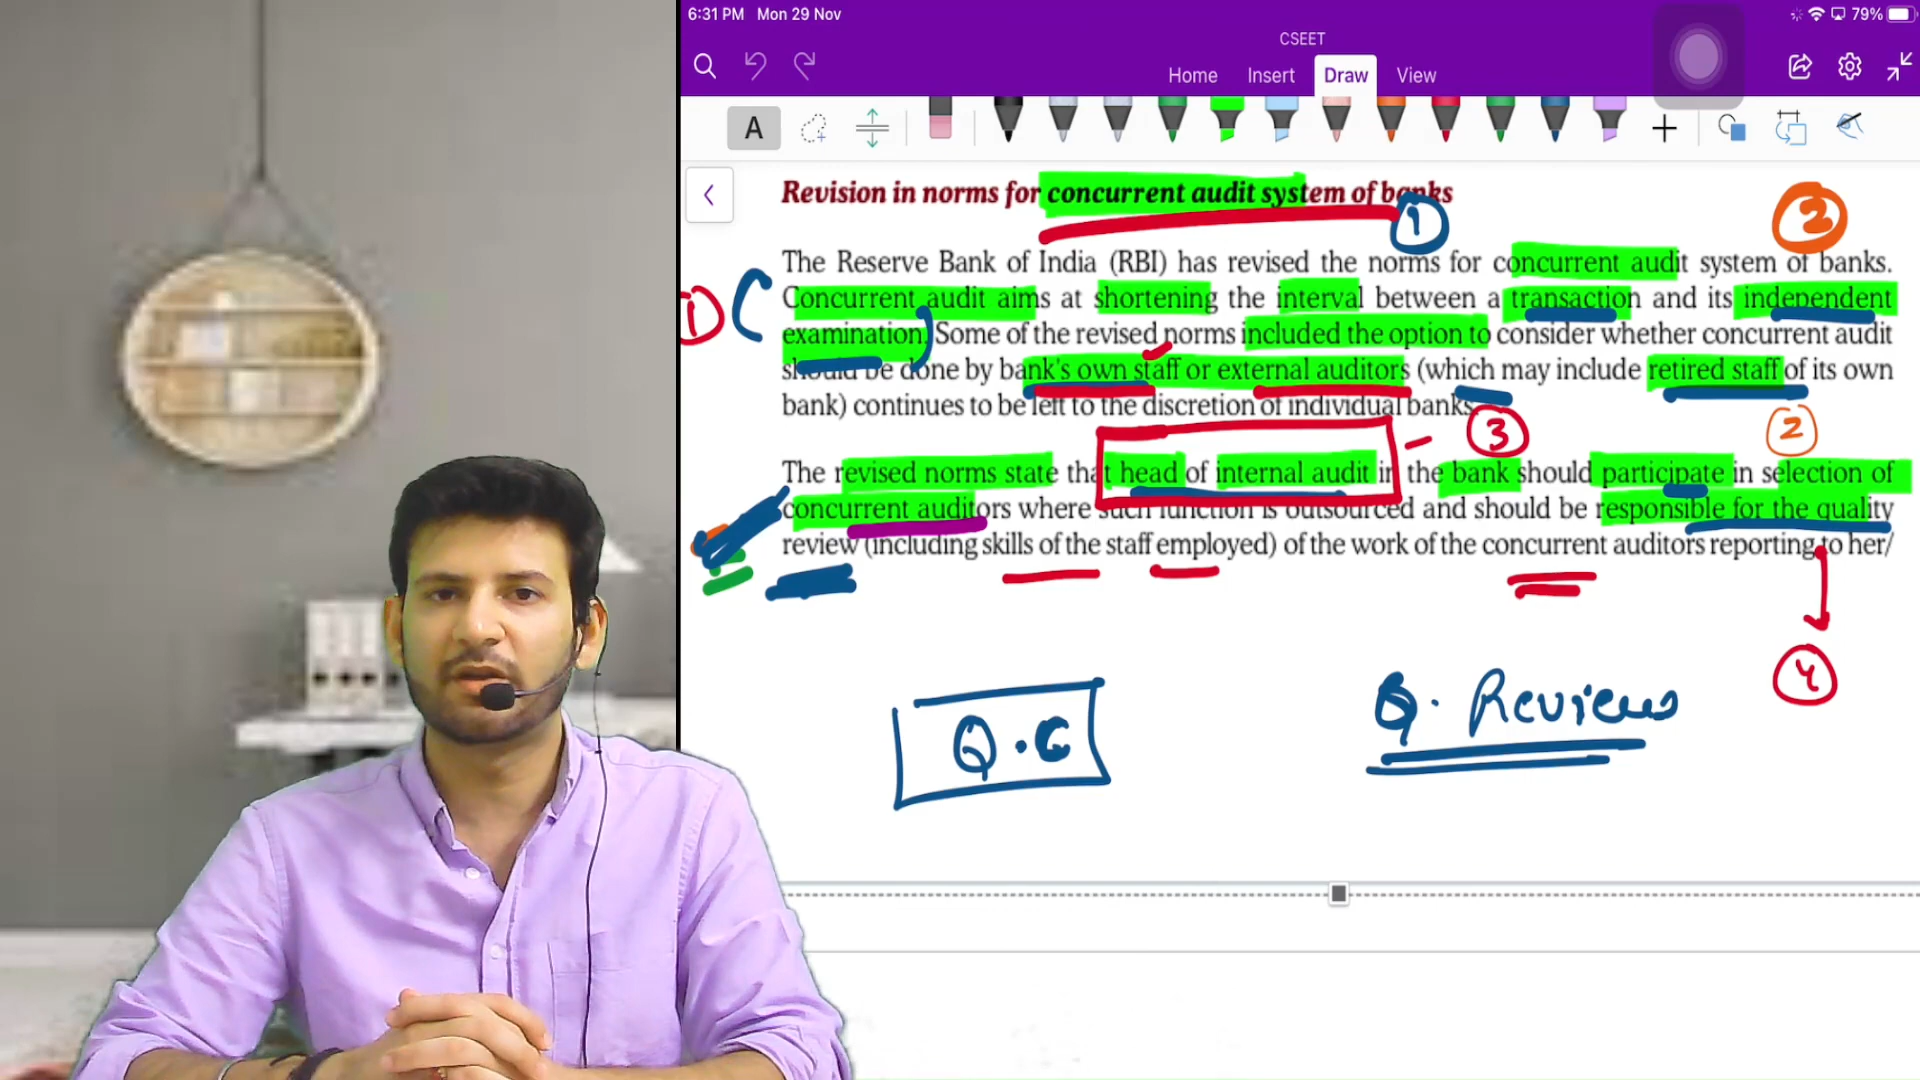 6:31 PM Mon 29 Nov
79%
CSEET
Home Insert Draw View
A
Revision in norms for concurrent audit system of banks
1
2
The Reserve Bank of India (RBI) has revised the norms for concurrent audit system of banks.
1
Concurrent audit aims at shortening the interval between a transaction and its independent
examination. Some of the revised norms included the option to consider whether concurrent audit
should be done by bank's own staff or external auditors (which may include retired staff of its own
bank) continues to be left to the discretion of individual banks.
3
2
The revised norms state that head of internal audit in the bank should participate in selection of
concurrent auditors where such function is outsourced and should be responsible for the quality
review (including skills of the staff employed) of the work of the concurrent auditors reporting to her/
4
Q. Reviews
Q.C